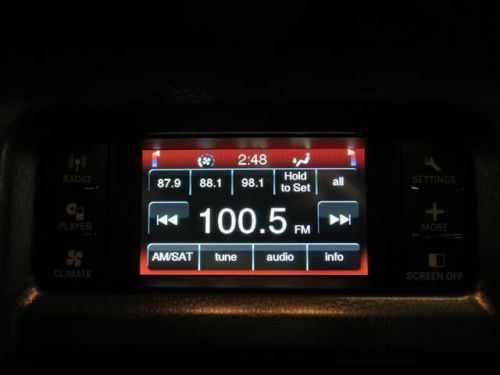 2:48
RADIO
87.9 88.1 98.1 Hold to Set all
SETTINGS
PLAYER
100.5 FM
MORE
CLIMATE
AM/SAT tune audio info
SCREEN OFF